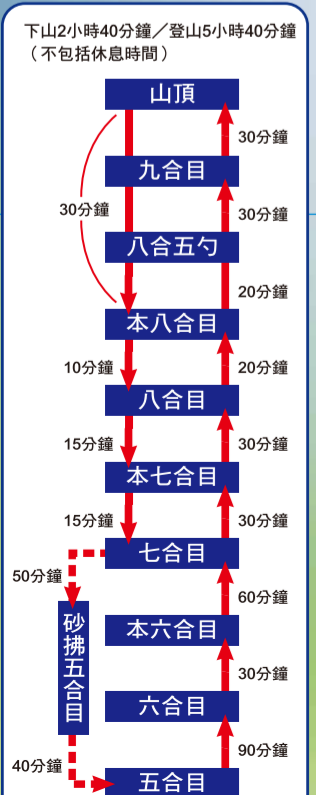 下山2小時40分鐘／登山5小時40分鐘
（不包括休息時間）
山頂
30分鐘
九合目
30分鐘
30分鐘
八合五勺
20分鐘
本八合目
10分鐘
20分鐘
八合目
15分鐘
30分鐘
本七合目
15分鐘
30分鐘
七合目
50分鐘
60分鐘
砂拂五合目
本六合目
30分鐘
六合目
40分鐘
90分鐘
五合目